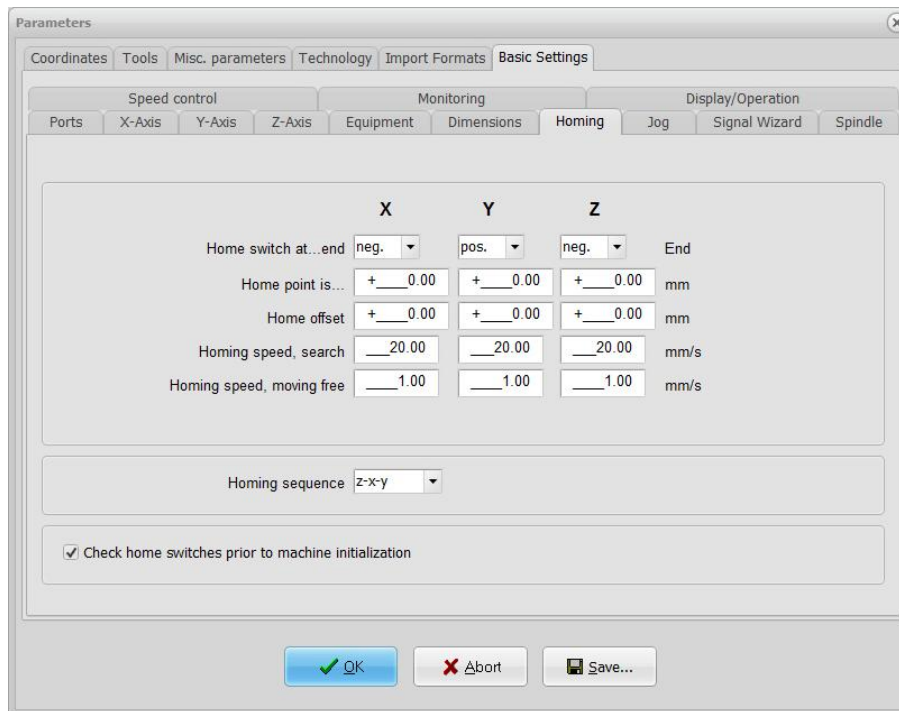 Parameters
Coordinates Tools Misc. parameters Technology Import Formats Basic Settings
Speed control Monitoring Display/Operation
Ports X-Axis Y-Axis Z-Axis Equipment Dimensions Homing Jog Signal Wizard Spindle
X Y Z
Home switch at...end neg. pos. neg. End
Home point is... +____0.00 +____0.00 +____0.00 mm
Home offset +____0.00 +____0.00 +____0.00 mm
Homing speed, search ___20.00 ___20.00 ___20.00 mm/s
Homing speed, moving free ____1.00 ____1.00 ____1.00 mm/s
Homing sequence z-x-y
Check home switches prior to machine initialization
OK Abort Save...